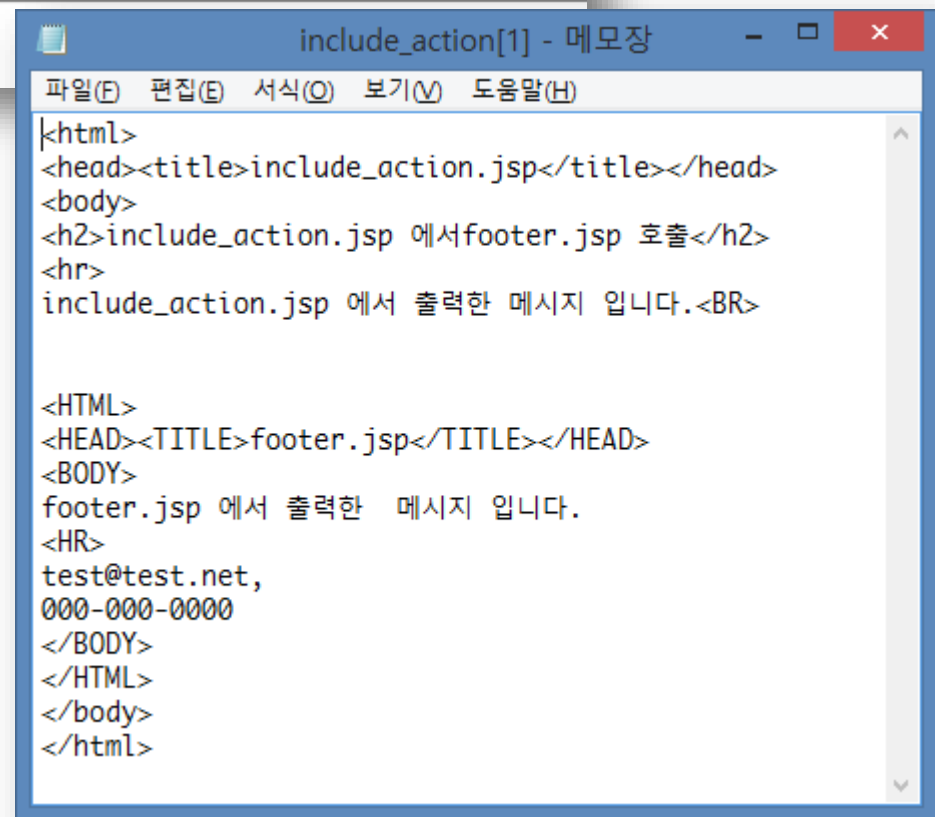 include_action[1] - 메모장
파일(F) 편집(E) 서식(O) 보기(V) 도움말(H)
<html>
<head><title>include_action.jsp</title></head>
<body>
<h2>include_action.jsp 에서footer.jsp 호출</h2>
<hr>
include_action.jsp 에서 출력한 메시지 입니다.<BR>
<HTML>
<HEAD><TITLE>footer.jsp</TITLE></HEAD>
<BODY>
footer.jsp 에서 출력한  메시지 입니다.
<HR>
test@test.net,
000-000-0000
</BODY>
</HTML>
</body>
</html>